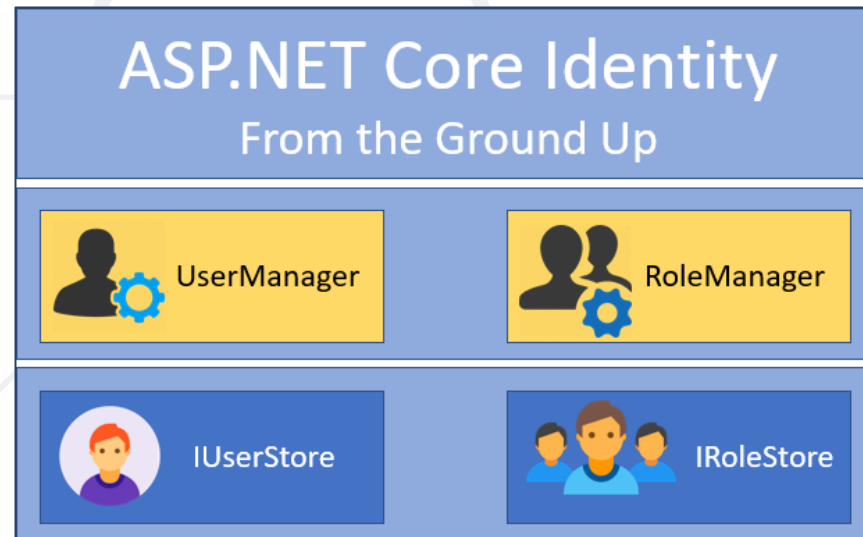 ASP.NET Core Identity
From the Ground Up
UserManager
RoleManager
IUserStore
IRoleStore